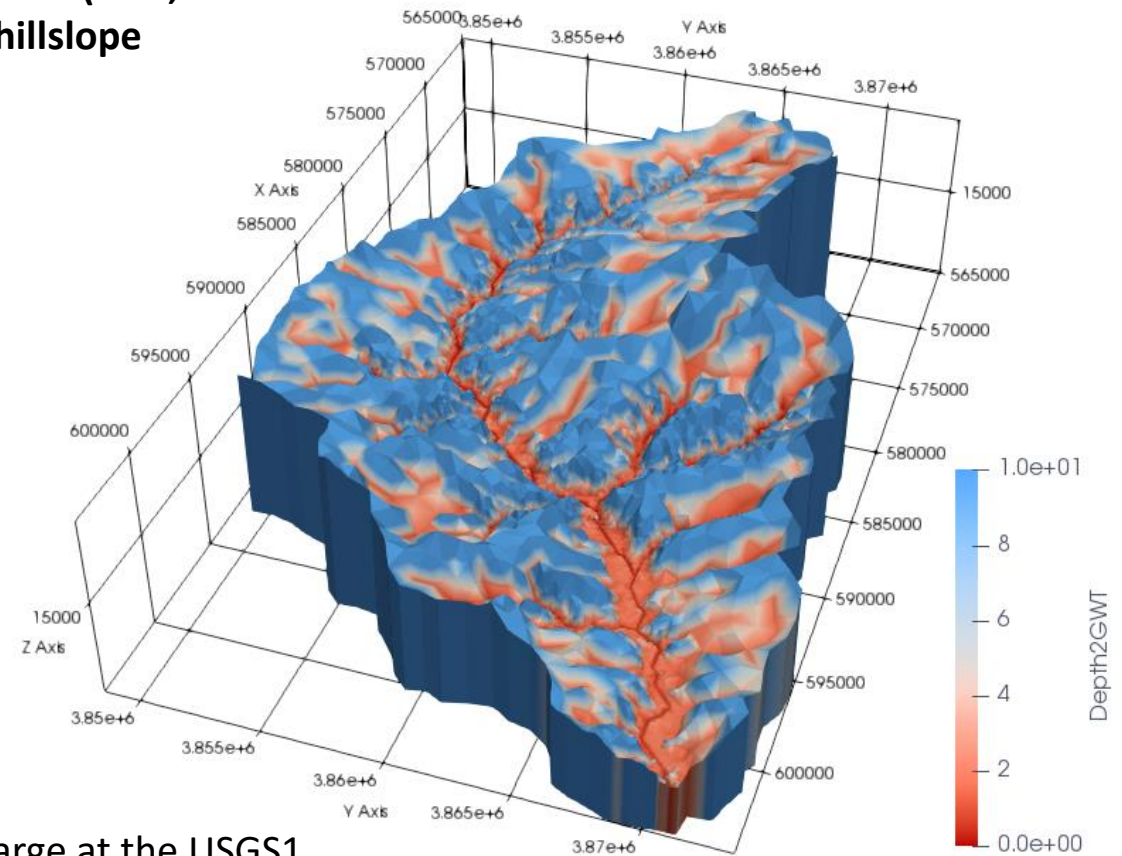 hillslope
565000
3.85e+6
3.855e+6
Y Axis
3.86e+6
3.865e+6
3.87e+6
570000
575000
580000
X Axis
585000
590000
595000
600000
15000
565000
570000
575000
580000
585000
590000
595000
600000
15000
Z Axis
3.85e+6
3.855e+6
3.86e+6
Y Axis
3.865e+6
3.87e+6
1.0e+01
8
6
4
2
0.0e+00
Depth2GWT
arge at the USGS1